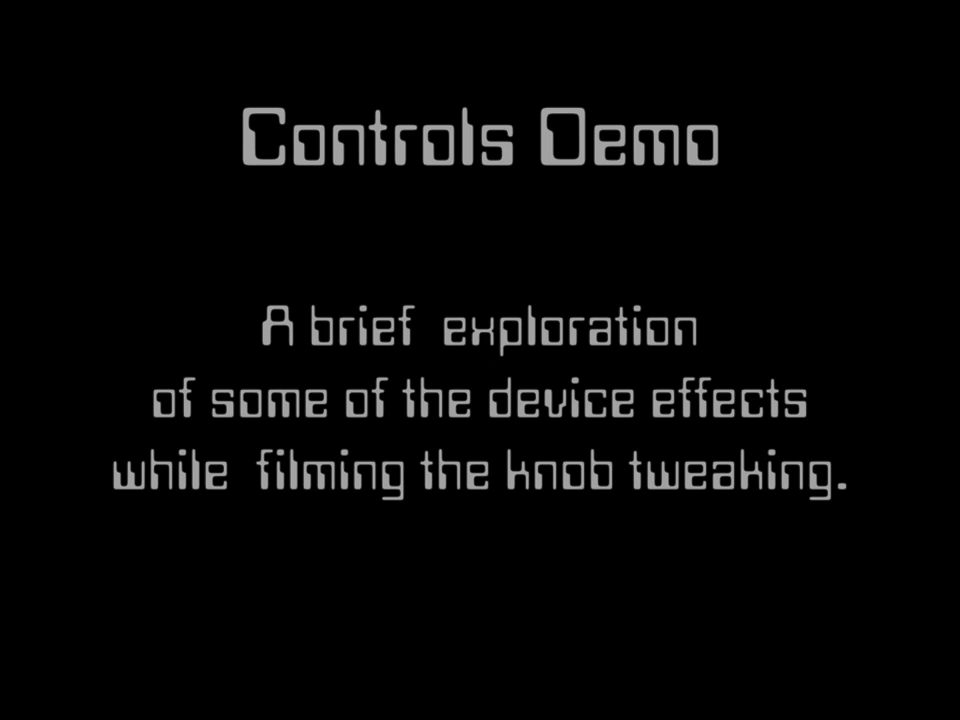 Controls Demo
A brief exploration
of some of the device effects
while filming the knob tweaking.